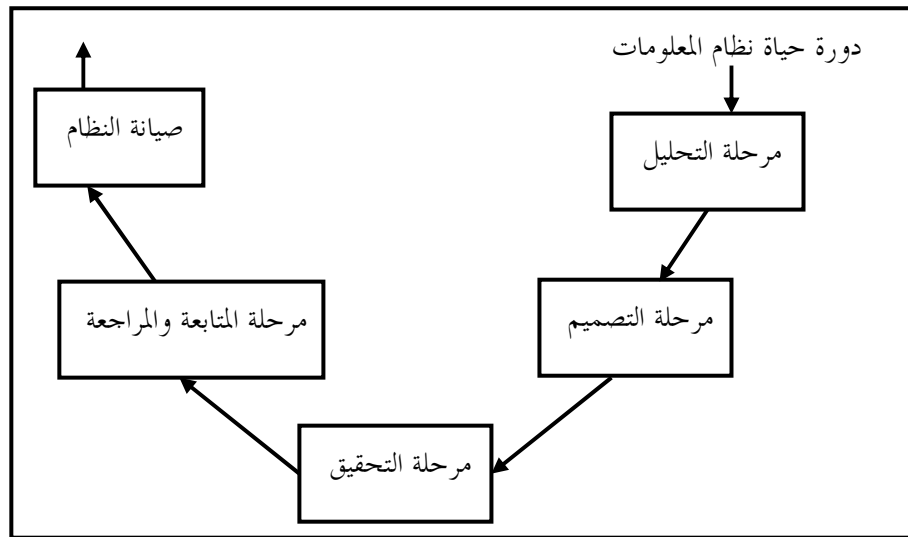 دورة حياة نظام المعلومات
مرحلة التحليل
مرحلة التصميم
مرحلة التحقيق
مرحلة المتابعة والمراجعة
صيانة النظام